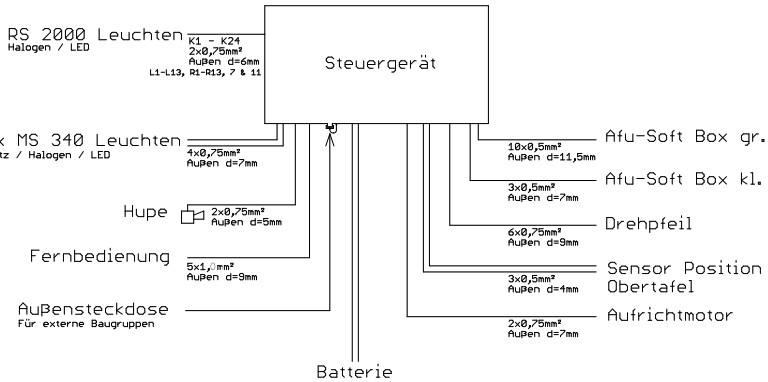 RS 2000 Leuchten
Halogen / LED
K1 - K24
2x0,75mm²
Außen d=6mm
L1-L13, R1-R13, 7 & 11
Steuergerät
x MS 340 Leuchten
tz / Halogen / LED
4x0,75mm²
Außen d=7mm
Hupe
2x0,75mm²
Außen d=5mm
Fernbedienung
5x1,0mm²
Außen d=9mm
Außensteckdose
Für externe Baugruppen
Batterie
Afu-Soft Box gr.
10x0,5mm²
Außen d=11,5mm
Afu-Soft Box kl.
3x0,5mm²
Außen d=7mm
Drehpfeil
6x0,75mm²
Außen d=9mm
Sensor Position
Obertafel
3x0,5mm²
Außen d=4mm
Aufrichtmotor
2x0,75mm²
Außen d=7mm